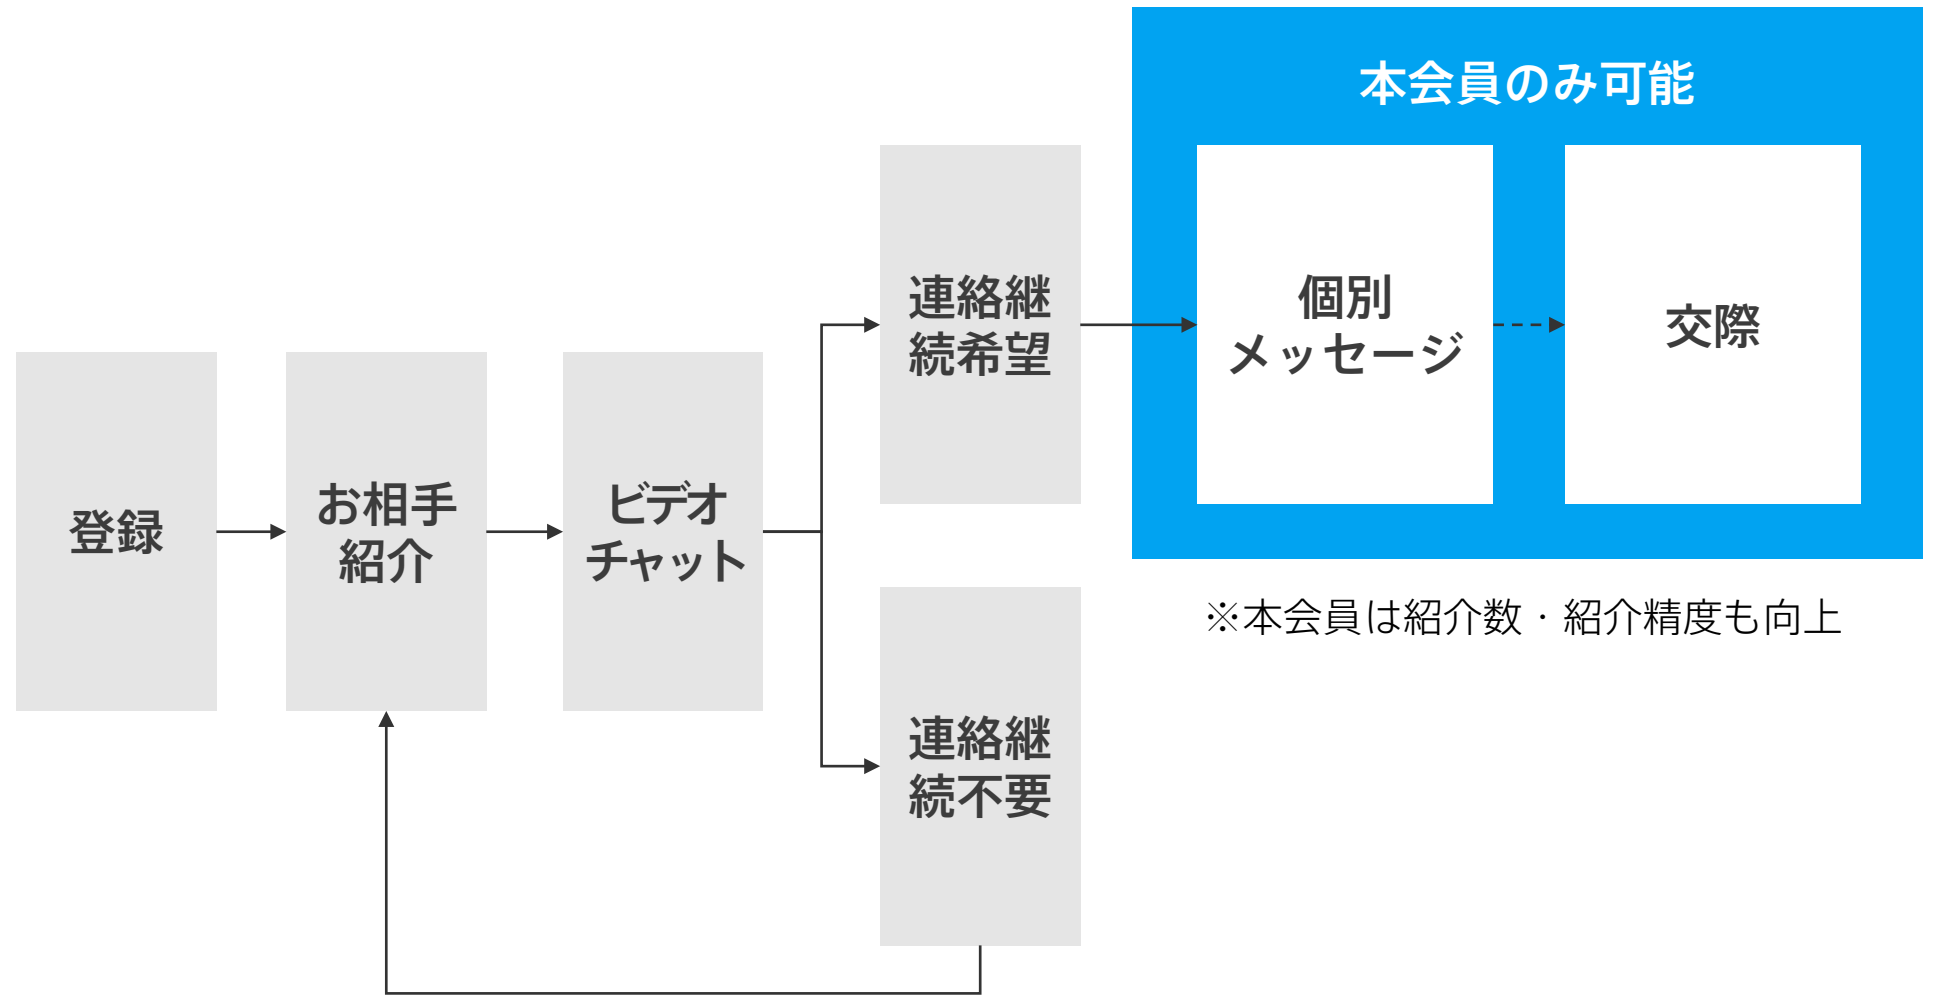 本会員のみ可能
登録
お相手
紹介
ビデオ
チャット
連絡継
続希望
個別
メッセージ
交際
連絡継
続不要
※本会員は紹介数・紹介精度も向上